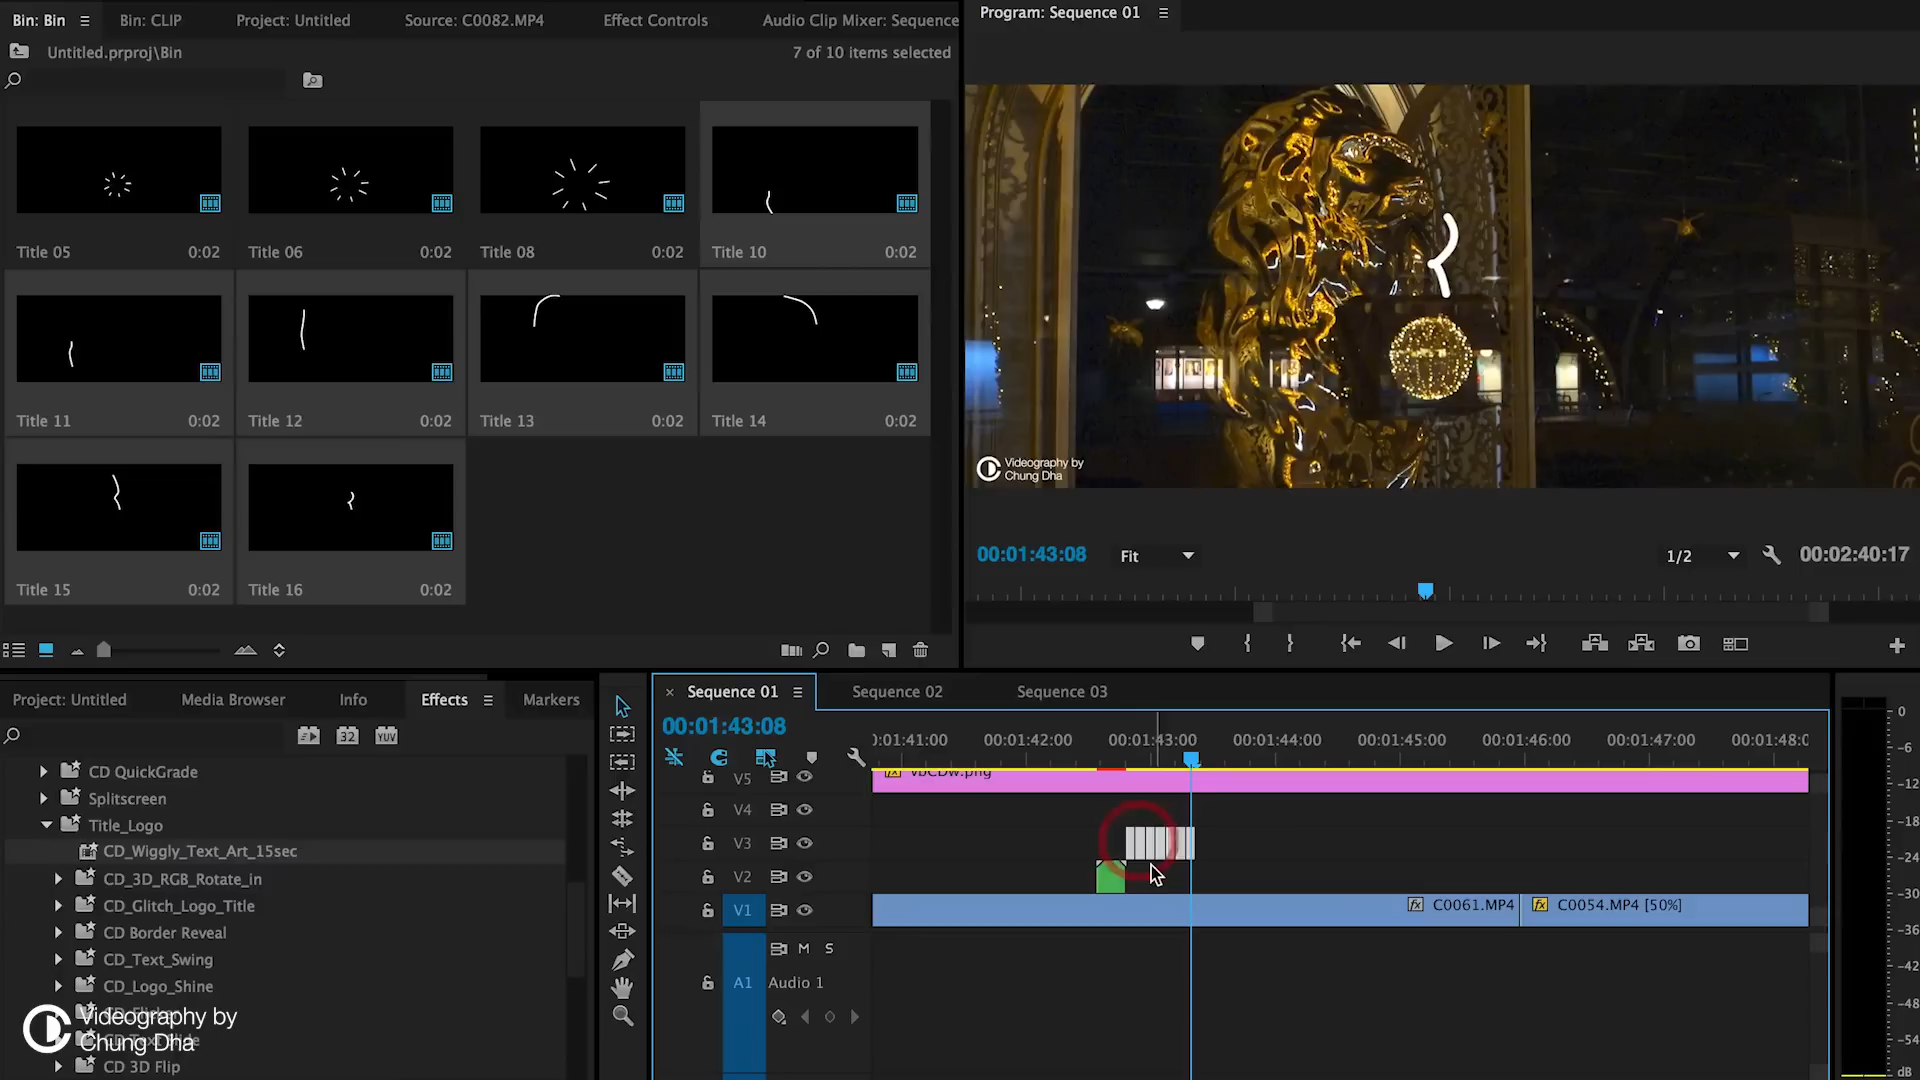 Bin: Bin
Bin: CLIP
Project: Untitled
Source: C0082.MP4
Effect Controls
Audio Clip Mixer: Sequence
Untitled.prproj\Bin
7 of 10 items selected
Title 05 0:02
Title 06 0:02
Title 08 0:02
Title 10 0:02
Title 11 0:02
Title 12 0:02
Title 13 0:02
Title 14 0:02
Title 15 0:02
Title 16 0:02
Program: Sequence 01
Videography by
Chung Dha
00:01:43:08
Fit
1/2
00:02:40:17
Project: Untitled
Media Browser
Info
Effects
Markers
32
YUV
CD QuickGrade
Splitscreen
Title_Logo
CD_Wiggly_Text_Art_15sec
CD_3D_RGB_Rotate_in
CD_Glitch_Logo_Title
CD Border Reveal
CD_Text_Swing
CD_Logo_Shine
CD 3D Flip
Videography by
Chung Dha
× Sequence 01
Sequence 02
Sequence 03
00:01:43:08
00:01:42:00
00:01:43:00
00:01:44:00
00:01:45:00
00:01:46:00
00:01:47:00
V5
V4
V3
V2
V1
fx C0061.MP4
fx C0054.MP4 [50%]
M S
A1 Audio 1
0
-6
-12
-18
-24
-30
-36
-42
-48
-54
dB